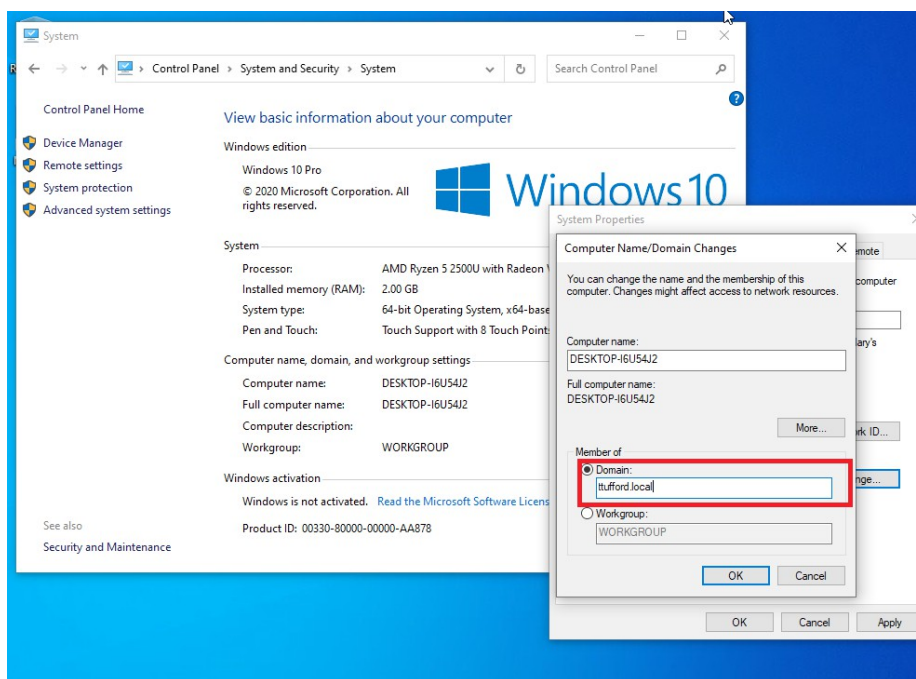 System
Control Panel > System and Security > System
Search Control Panel
Control Panel Home
Device Manager
Remote settings
System protection
Advanced system settings
See also
Security and Maintenance
View basic information about your computer
Windows edition
Windows 10 Pro
© 2020 Microsoft Corporation. All
rights reserved.
Windows 10
System
Processor: AMD Ryzen 5 2500U with Radeon
Installed memory (RAM): 2.00 GB
System type: 64-bit Operating System, x64-base
Pen and Touch: Touch Support with 8 Touch Point
Computer name, domain, and workgroup settings
Computer name: DESKTOP-I6U54J2
Full computer name: DESKTOP-I6U54J2
Computer description:
Workgroup: WORKGROUP
Windows activation
Windows is not activated. Read the Microsoft Software Licens
Product ID: 00330-80000-00000-AA878
System Properties
emote
computer
ary's
rk ID...
nge...
Computer Name/Domain Changes
You can change the name and the membership of this
computer. Changes might affect access to network resources.
Computer name:
DESKTOP-I6U54J2
Full computer name:
DESKTOP-I6U54J2
More...
Member of
Domain:
ttufford.local
Workgroup:
WORKGROUP
OK Cancel
OK Cancel Apply